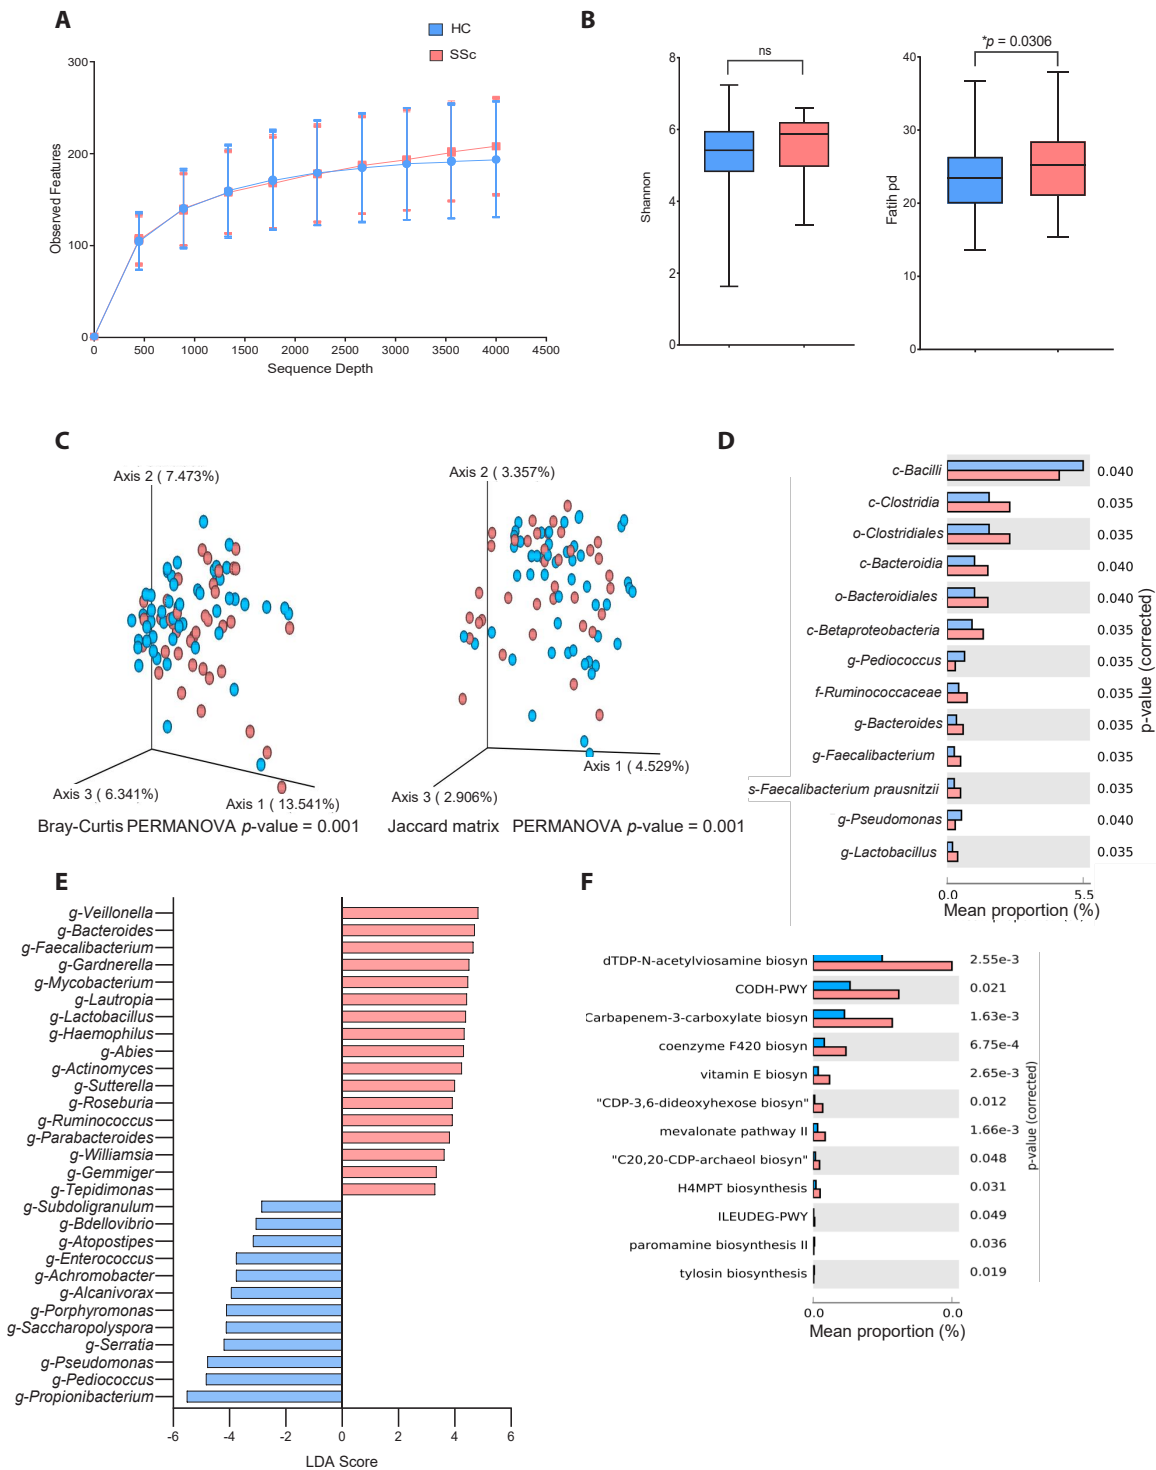 A
HC
SSc
300
200
100
0
0
500
1000
1500
2000
2500
3000
3500
4000
4500
Observed Features
Sequence Depth
B
ns
8
6
4
2
0
Shannon
*p = 0.0306
40
30
20
10
0
Fatih pd
C
Axis 2 ( 7.473%)
Axis 3 ( 6.341%)
Axis 1 ( 13.541%)
Bray-Curtis PERMANOVA p-value = 0.001
Axis 2 ( 3.357%)
Axis 1 ( 4.529%)
Axis 3 ( 2.906%)
Jaccard matrix PERMANOVA p-value = 0.001
D
c-Bacilli 0.040
c-Clostridia 0.035
o-Clostridiales 0.035
c-Bacteroidia 0.040
o-Bacteroidiales 0.040
c-Betaproteobacteria 0.035
g-Pediococcus 0.035
f-Ruminococcaceae 0.035
g-Bacteroides 0.035
g-Faecalibacterium 0.035
s-Faecalibacterium prausnitzii 0.035
g-Pseudomonas 0.040
g-Lactobacillus 0.035
0.0 5.5
Mean proportion (%)
p-value (corrected)
E
g-Veillonella
g-Bacteroides
g-Faecalibacterium
g-Gardnerella
g-Mycobacterium
g-Lautropia
g-Lactobacillus
g-Haemophilus
g-Abies
g-Actinomyces
g-Sutterella
g-Roseburia
g-Ruminococcus
g-Parabacteroides
g-Williamsia
g-Gemmiger
g-Tepidimonas
g-Subdoligranulum
g-Bdellovibrio
g-Atopostipes
g-Enterococcus
g-Achromobacter
g-Alcanivorax
g-Porphyromonas
g-Saccharopolyspora
g-Serratia
g-Pseudomonas
g-Pediococcus
g-Propionibacterium
-6 -4 -2 0 2 4 6
LDA Score
F
dTDP-N-acetylviosamine biosyn 2.55e-3
CODH-PWY 0.021
Carbapenem-3-carboxylate biosyn 1.63e-3
coenzyme F420 biosyn 6.75e-4
vitamin E biosyn 2.65e-3
"CDP-3,6-dideoxyhexose biosyn" 0.012
mevalonate pathway II 1.66e-3
"C20,20-CDP-archaeol biosyn" 0.048
H4MPT biosynthesis 0.031
ILEUDEG-PWY 0.049
paromamine biosynthesis II 0.036
tylosin biosynthesis 0.019
0.0 0.0
Mean proportion (%)
p-value (corrected)